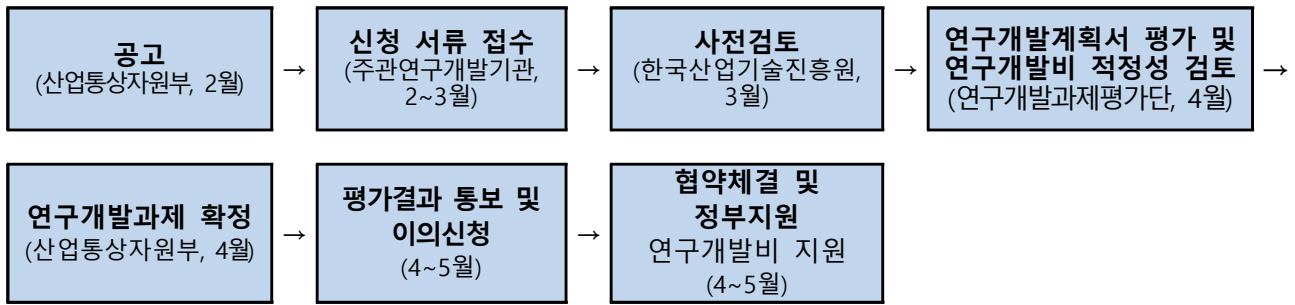 공고
(산업통상자원부, 2월)
→
신청 서류 접수
(주관연구개발기관,
2~3월)
→
사전검토
(한국산업기술진흥원,
3월)
→
연구개발계획서 평가 및
연구개발비 적정성 검토
(연구개발과제평가단, 4월)
→
연구개발과제 확정
(산업통상자원부, 4월)
→
평가결과 통보 및
이의신청
(4~5월)
→
협약체결 및
정부지원
연구개발비 지원
(4~5월)